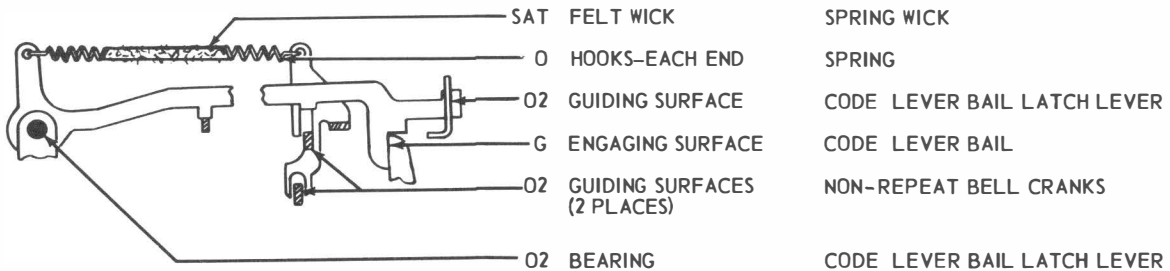 SAT FELT WICK SPRING WICK
O HOOKS–EACH END SPRING
O2 GUIDING SURFACE CODE LEVER BAIL LATCH LEVER
G ENGAGING SURFACE CODE LEVER BAIL
O2 GUIDING SURFACES NON-REPEAT BELL CRANKS
(2 PLACES)
O2 BEARING CODE LEVER BAIL LATCH LEVER